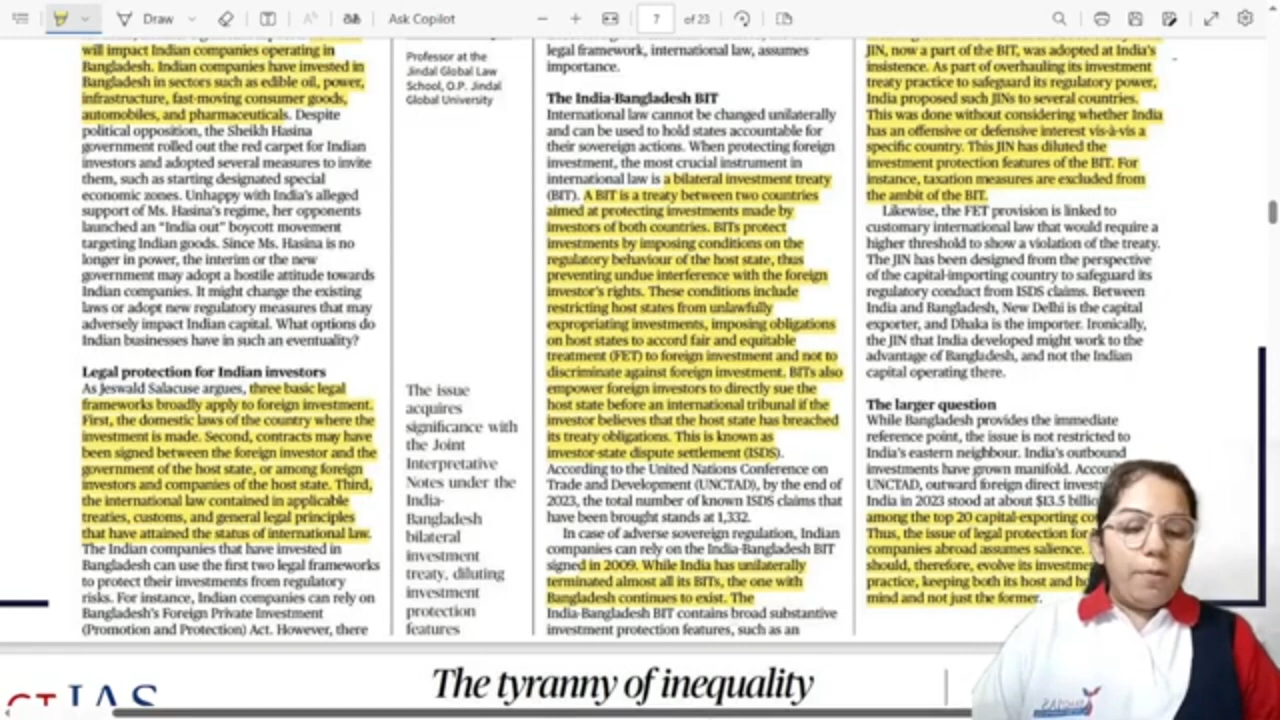 Draw
Ask Copilot
7
of 23
will impact Indian companies operating in
Bangladesh. Indian companies have invested in
Bangladesh in sectors such as edible oil, power,
infrastructure, fast-moving consumer goods,
automobiles, and pharmaceuticals. Despite
political opposition, the Sheikh Hasina
government rolled out the red carpet for Indian
investors and adopted several measures to invite
them, such as starting designated special
economic zones. Unhappy with India's alleged
support of Ms. Hasina's regime, her opponents
launched an “India out” boycott movement
targeting Indian goods. Since Ms. Hasina is no
longer in power, the interim or the new
government may adopt a hostile attitude towards
Indian companies. It might change the existing
laws or adopt new regulatory measures that may
adversely impact Indian capital. What options do
Indian businesses have in such an eventuality?
Legal protection for Indian investors
As Jeswald Salacuse argues, three basic legal
frameworks broadly apply to foreign investment.
First, the domestic laws of the country where the
investment is made. Second, contracts may have
been signed between the foreign investor and the
government of the host state, or among foreign
investors and companies of the host state. Third,
the international law contained in applicable
treaties, customs, and general legal principles
that have attained the status of international law.
The Indian companies that have invested in
Bangladesh can use the first two legal frameworks
to protect their investments from regulatory
risks. For instance, Indian companies can rely on
Bangladesh's Foreign Private Investment
(Promotion and Protection) Act. However, there
Professor at the
Jindal Global Law
School, O.P. Jindal
Global University
The issue
acquires
significance with
the Joint
Interpretative
Notes under the
India-
Bangladesh
bilateral
investment
treaty, diluting
investment
protection
features
legal framework, international law, assumes
importance.
The India-Bangladesh BIT
International law cannot be changed unilaterally
and can be used to hold states accountable for
their sovereign actions. When protecting foreign
investment, the most crucial instrument in
international law is a bilateral investment treaty
(BIT). A BIT is a treaty between two countries
aimed at protecting investments made by
investors of both countries. BITs protect
investments by imposing conditions on the
regulatory behaviour of the host state, thus
preventing undue interference with the foreign
investor's rights. These conditions include
restricting host states from unlawfully
expropriating investments, imposing obligations
on host states to accord fair and equitable
treatment (FET) to foreign investment and not to
discriminate against foreign investment. BITs also
empower foreign investors to directly sue the
host state before an international tribunal if the
investor believes that the host state has breached
its treaty obligations. This is known as
investor-state dispute settlement (ISDS).
According to the United Nations Conference on
Trade and Development (UNCTAD), by the end of
2023, the total number of known ISDS claims that
have been brought stands at 1,332.
In case of adverse sovereign regulation, Indian
companies can rely on the India-Bangladesh BIT
signed in 2009. While India has unilaterally
terminated almost all its BITs, the one with
Bangladesh continues to exist. The
India-Bangladesh BIT contains broad substantive
investment protection features, such as an
JIN, now a part of the BIT, was adopted at India's
insistence. As part of overhauling its investment
treaty practice to safeguard its regulatory power,
India proposed such JINs to several countries.
This was done without considering whether India
has an offensive or defensive interest vis-à-vis a
specific country. This JIN has diluted the
investment protection features of the BIT. For
instance, taxation measures are excluded from
the ambit of the BIT.
Likewise, the FET provision is linked to
customary international law that would require a
higher threshold to show a violation of the treaty.
The JIN has been designed from the perspective
of the capital-importing country to safeguard its
regulatory conduct from ISDS claims. Between
India and Bangladesh, New Delhi is the capital
exporter, and Dhaka is the importer. Ironically,
the JIN that India developed might work to the
advantage of Bangladesh, and not the Indian
capital operating there.
The larger question
While Bangladesh provides the immediate
reference point, the issue is not restricted to
India's eastern neighbour. India's outbound
investments have grown manifold.
UNCTAD, outward foreign direct
India in 2023 stood at about $13.5
among the top 20 capital-exporting
Thus, the issue of legal protection for
companies abroad assumes salience.
should, therefore, evolve its
practice, keeping both its host and
mind and not just the former.
The tyranny of inequality
IAS